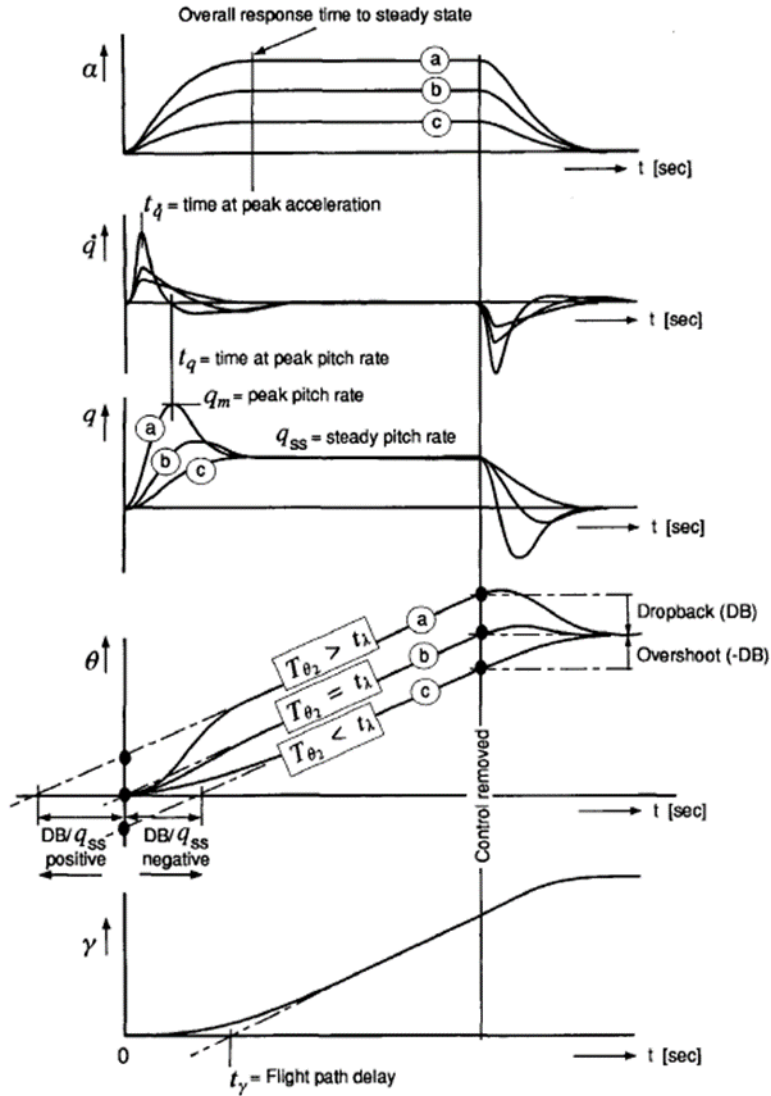 Overall response time to steady state
α
a
b
c
t [sec]
t_q̇ = time at peak acceleration
q̇
t [sec]
t_q = time at peak pitch rate
q_m = peak pitch rate
q
a
b
c
q_ss = steady pitch rate
t [sec]
θ
T_θ2 > t_λ
a
T_θ2 = t_λ
b
T_θ2 < t_λ
c
Dropback (DB)
Overshoot (-DB)
Control removed
t [sec]
DB/q_ss
positive
DB/q_ss
negative
γ
0
t [sec]
t_γ = Flight path delay